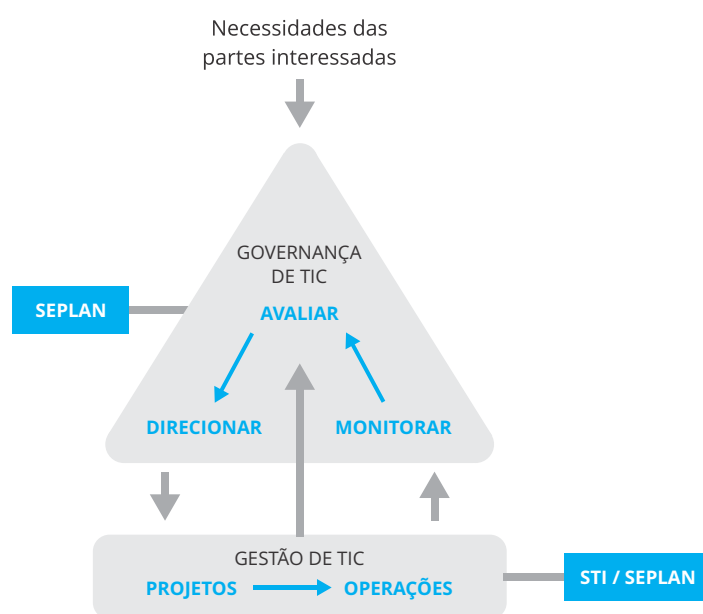 Necessidades das
partes interessadas
GOVERNANÇA
DE TIC
SEPLAN
AVALIAR
DIRECIONAR
MONITORAR
GESTÃO DE TIC
PROJETOS
OPERAÇÕES
STI / SEPLAN